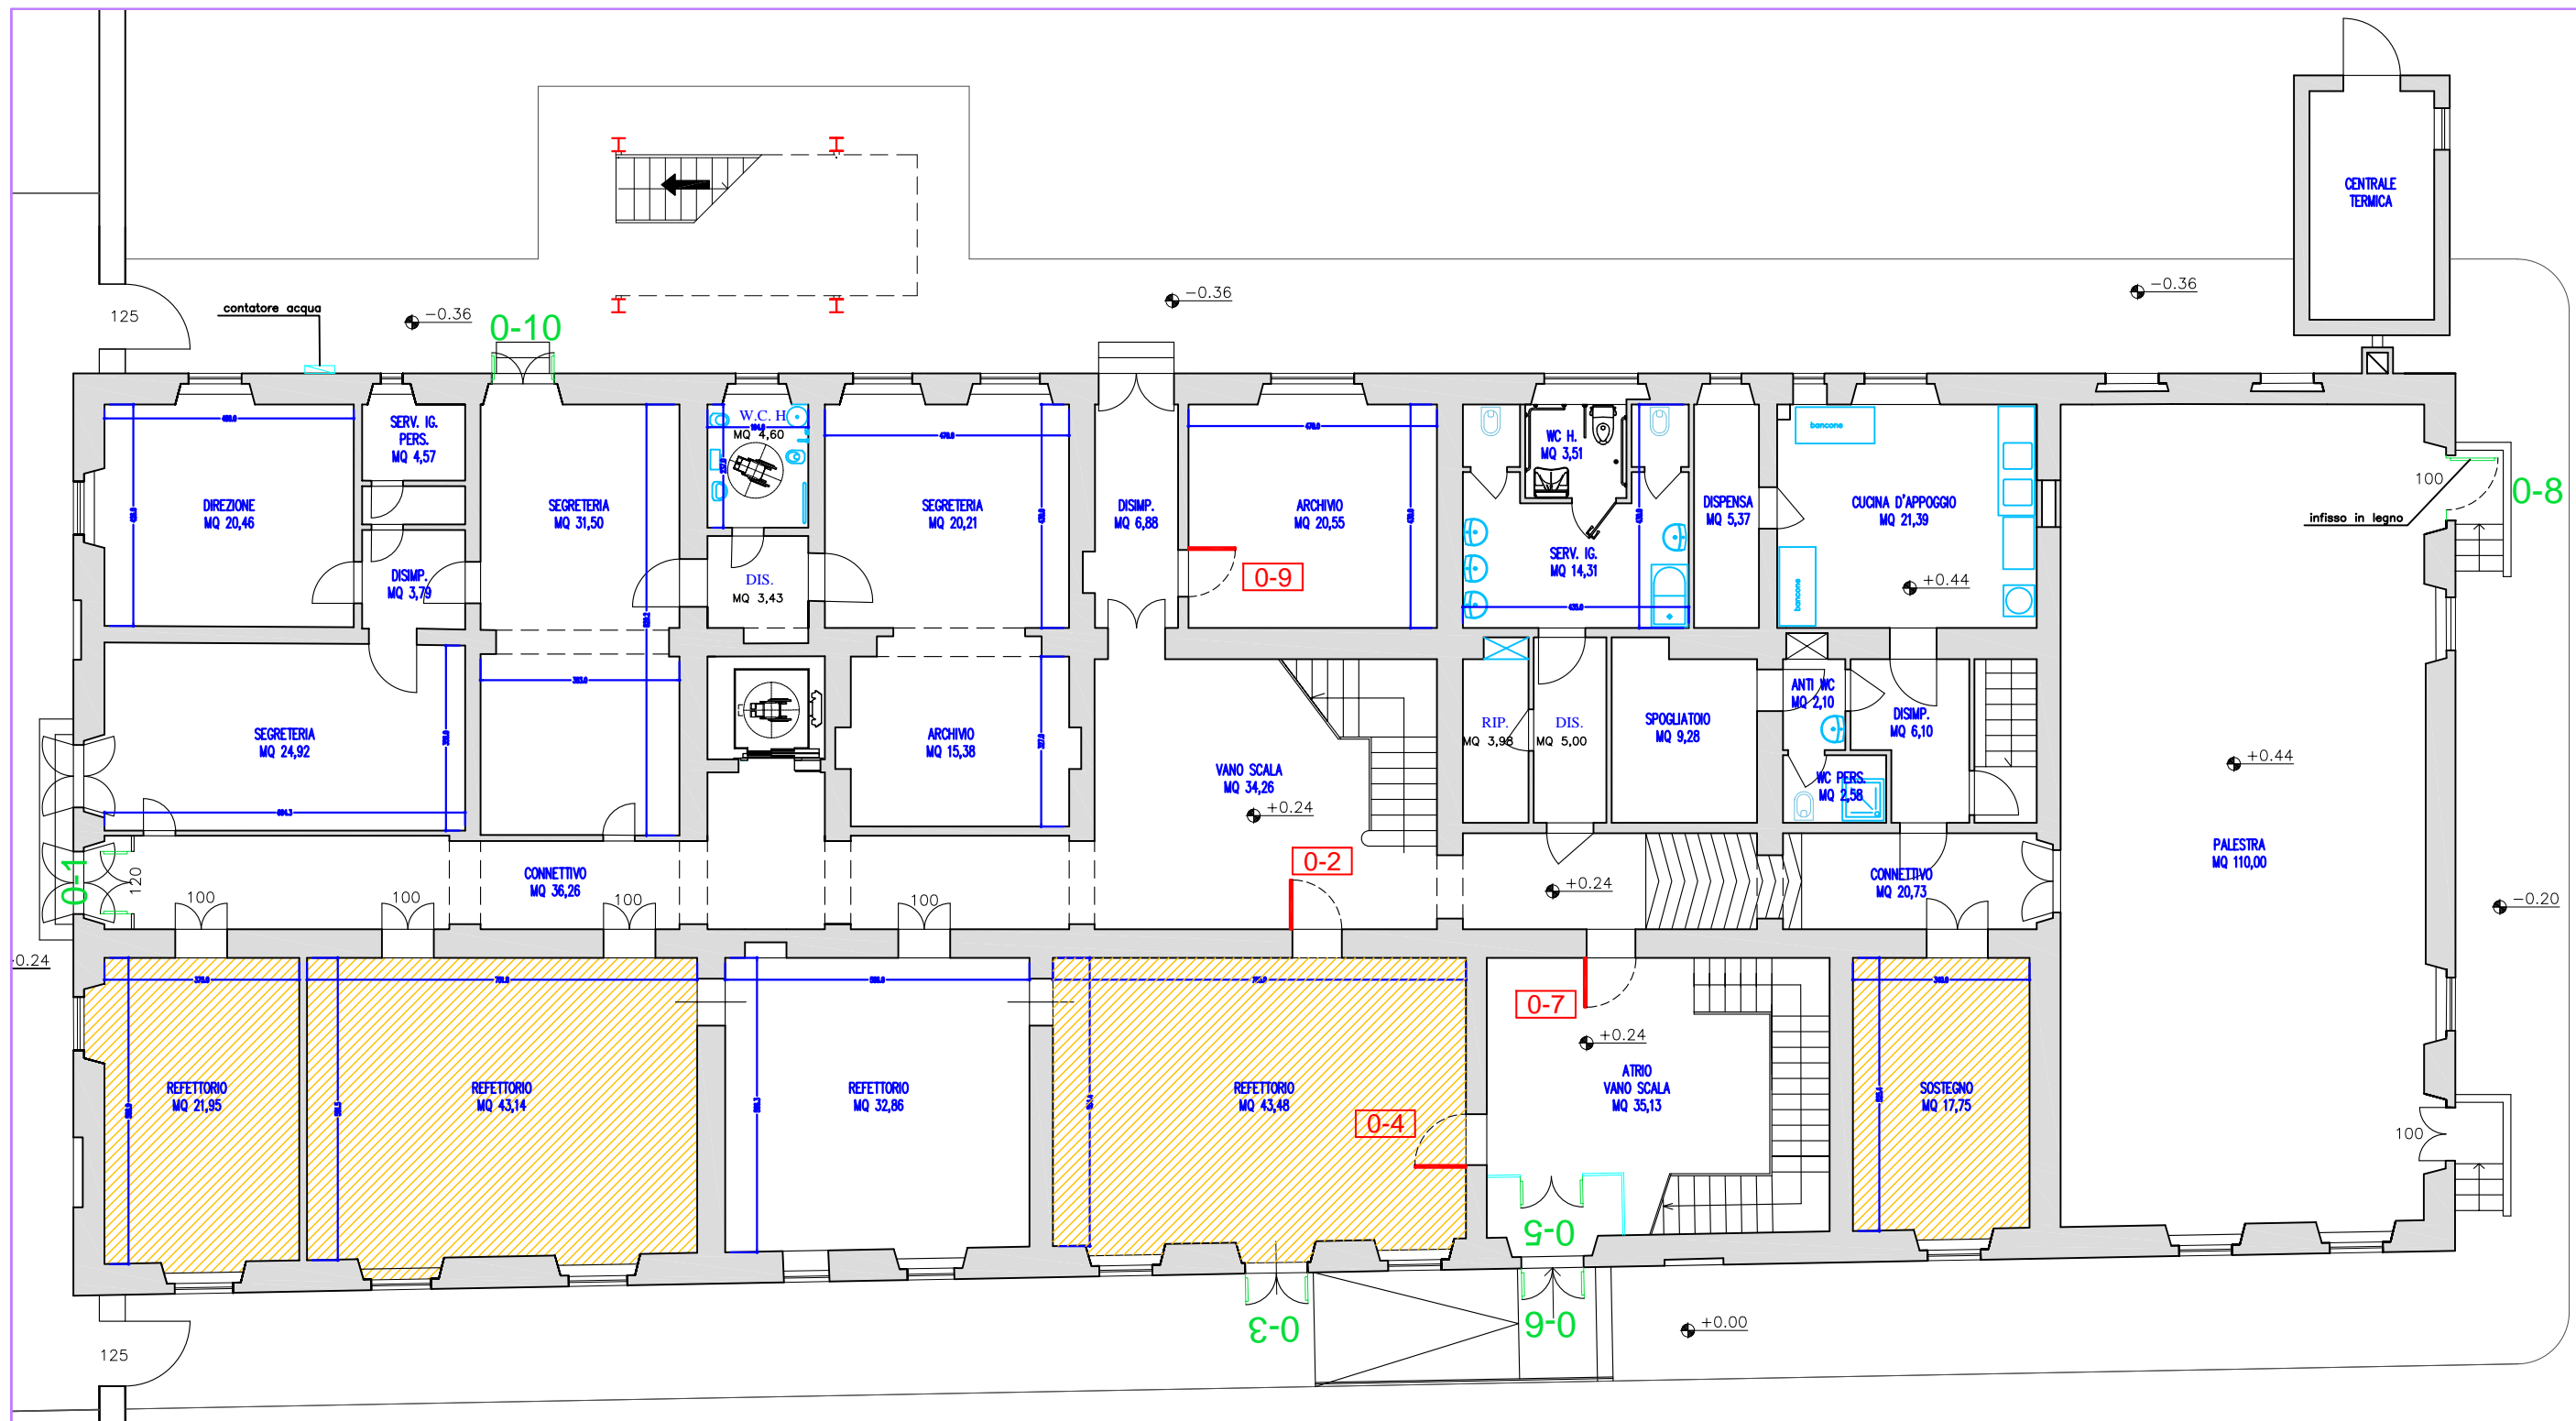 CENTRALE
TERMICA
125
contatore acqua
-0.36
0-10
-0.36
-0.36
DIREZIONE
MQ 20,46
SERV. IG.
PERS.
MQ 4,57
DISIMP.
MQ 3,79
SEGRETERIA
MQ 31,50
W.C. H
MQ 4,60
DIS.
MQ 3,43
SEGRETERIA
MQ 20,21
DISIMP.
MQ 6,88
ARCHIVIO
MQ 20,55
0-9
WC H.
MQ 3,51
SERV. IG.
MQ 14,31
DISPENSA
MQ 5,37
bancone
bancone
CUCINA D'APPOGGIO
MQ 21,39
+0.44
100
0-8
infisso in legno
SEGRETERIA
MQ 24,92
ARCHIVIO
MQ 15,38
VANO SCALA
MQ 34,26
+0.24
RIP.
MQ 3,98
DIS.
MQ 5,00
SPOGLIATOIO
MQ 9,28
ANTI WC
MQ 2,10
DISIMP.
MQ 6,10
WC PERS.
MQ 2,58
+0.44
PALESTRA
MQ 110,00
0-1
120
CONNETTIVO
MQ 36,26
100
100
100
100
0-2
+0.24
CONNETTIVO
MQ 20,73
-0.20
0.24
REFETTORIO
MQ 21,95
REFETTORIO
MQ 43,14
REFETTORIO
MQ 32,86
REFETTORIO
MQ 43,48
0-4
0-7
+0.24
ATRIO
VANO SCALA
MQ 35,13
SOSTEGNO
MQ 17,75
100
0-5
0-3
0-6
+0.00
125